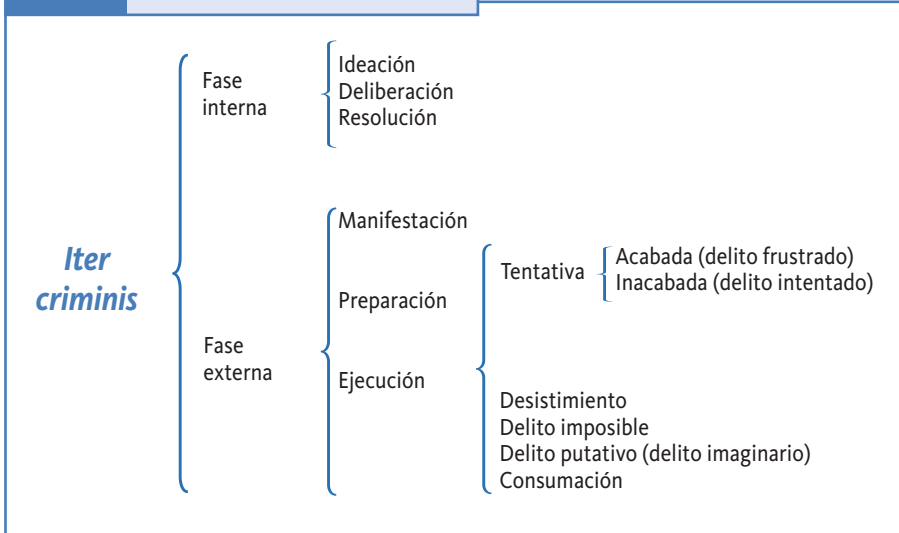 Iter
criminis
Fase
interna
Ideación
Deliberación
Resolución
Fase
externa
Manifestación
Preparación
Ejecución
Tentativa
Acabada (delito frustrado)
Inacabada (delito intentado)
Desistimiento
Delito imposible
Delito putativo (delito imaginario)
Consumación